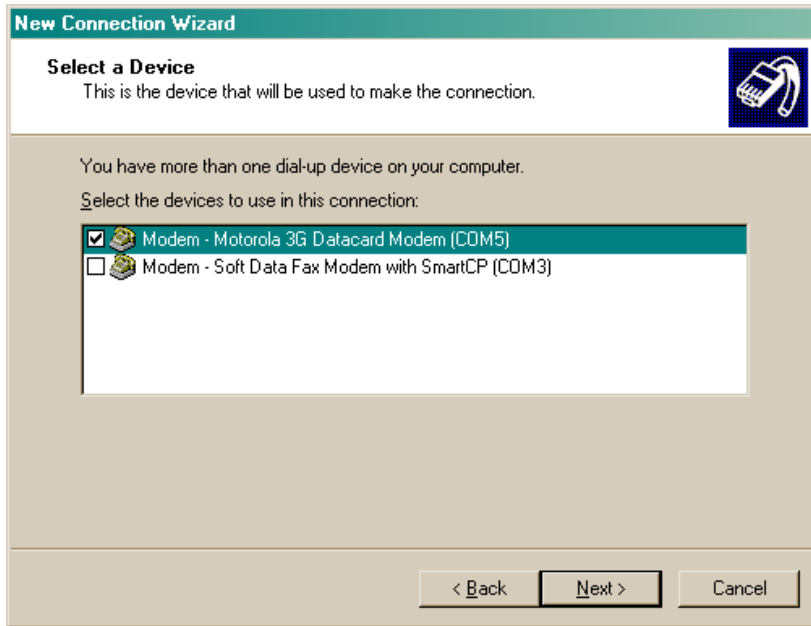 New Connection Wizard
Select a Device
This is the device that will be used to make the connection.
You have more than one dial-up device on your computer.
Select the devices to use in this connection:
Modem - Motorola 3G Datacard Modem (COM5)
Modem - Soft Data Fax Modem with SmartCP (COM3)
< Back Next > Cancel